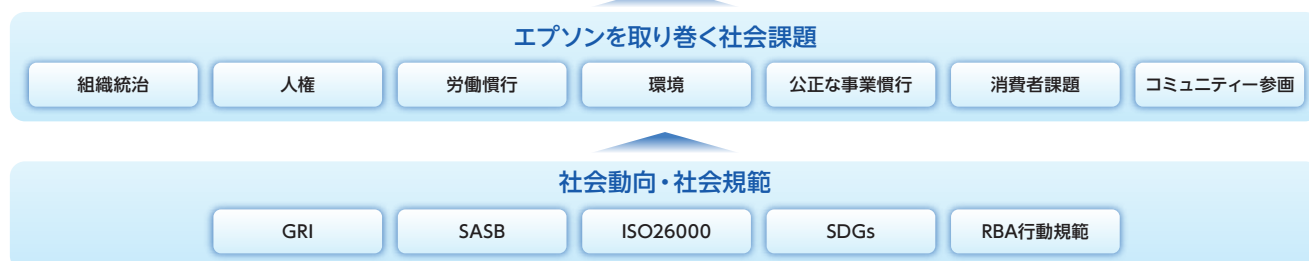 エプソンを取り巻く社会課題
組織統治 人権 労働慣行 環境 公正な事業慣行 消費者課題 コミュニティー参画
社会動向・社会規範
GRI SASB ISO26000 SDGs RBA行動規範